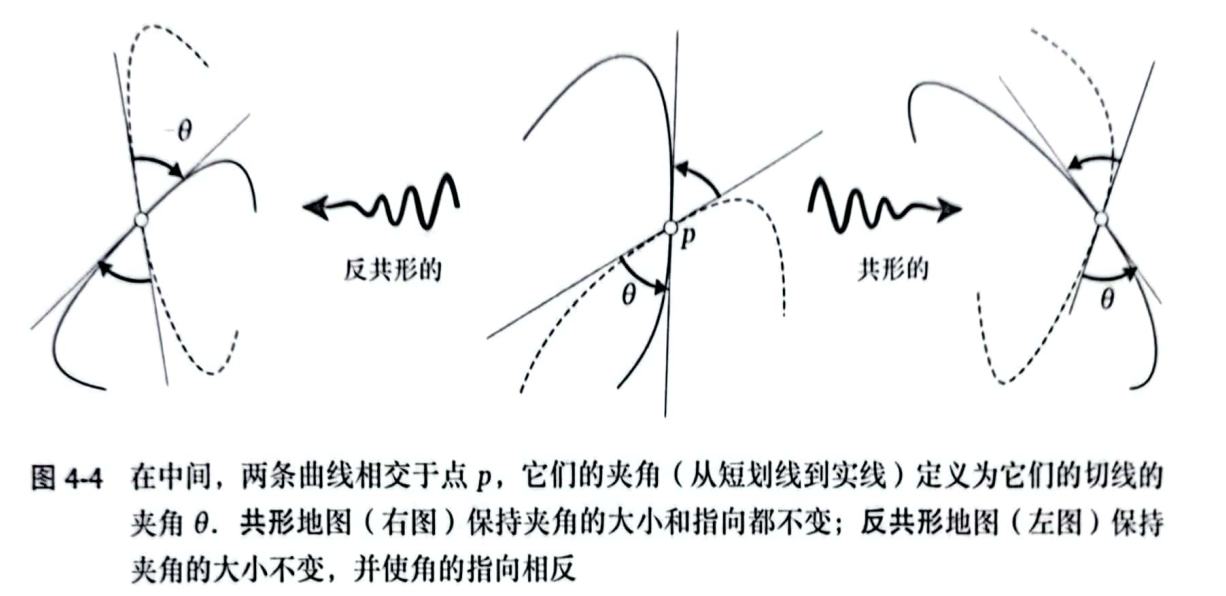 -θ
θ
p
θ
反共形的
共形的
图 4-4 在中间，两条曲线相交于点 p，它们的夹角（从短划线到实线）定义为它们的切线的
夹角 θ．共形地图（右图）保持夹角的大小和指向都不变；反共形地图（左图）保持
夹角的大小不变，并使角的指向相反